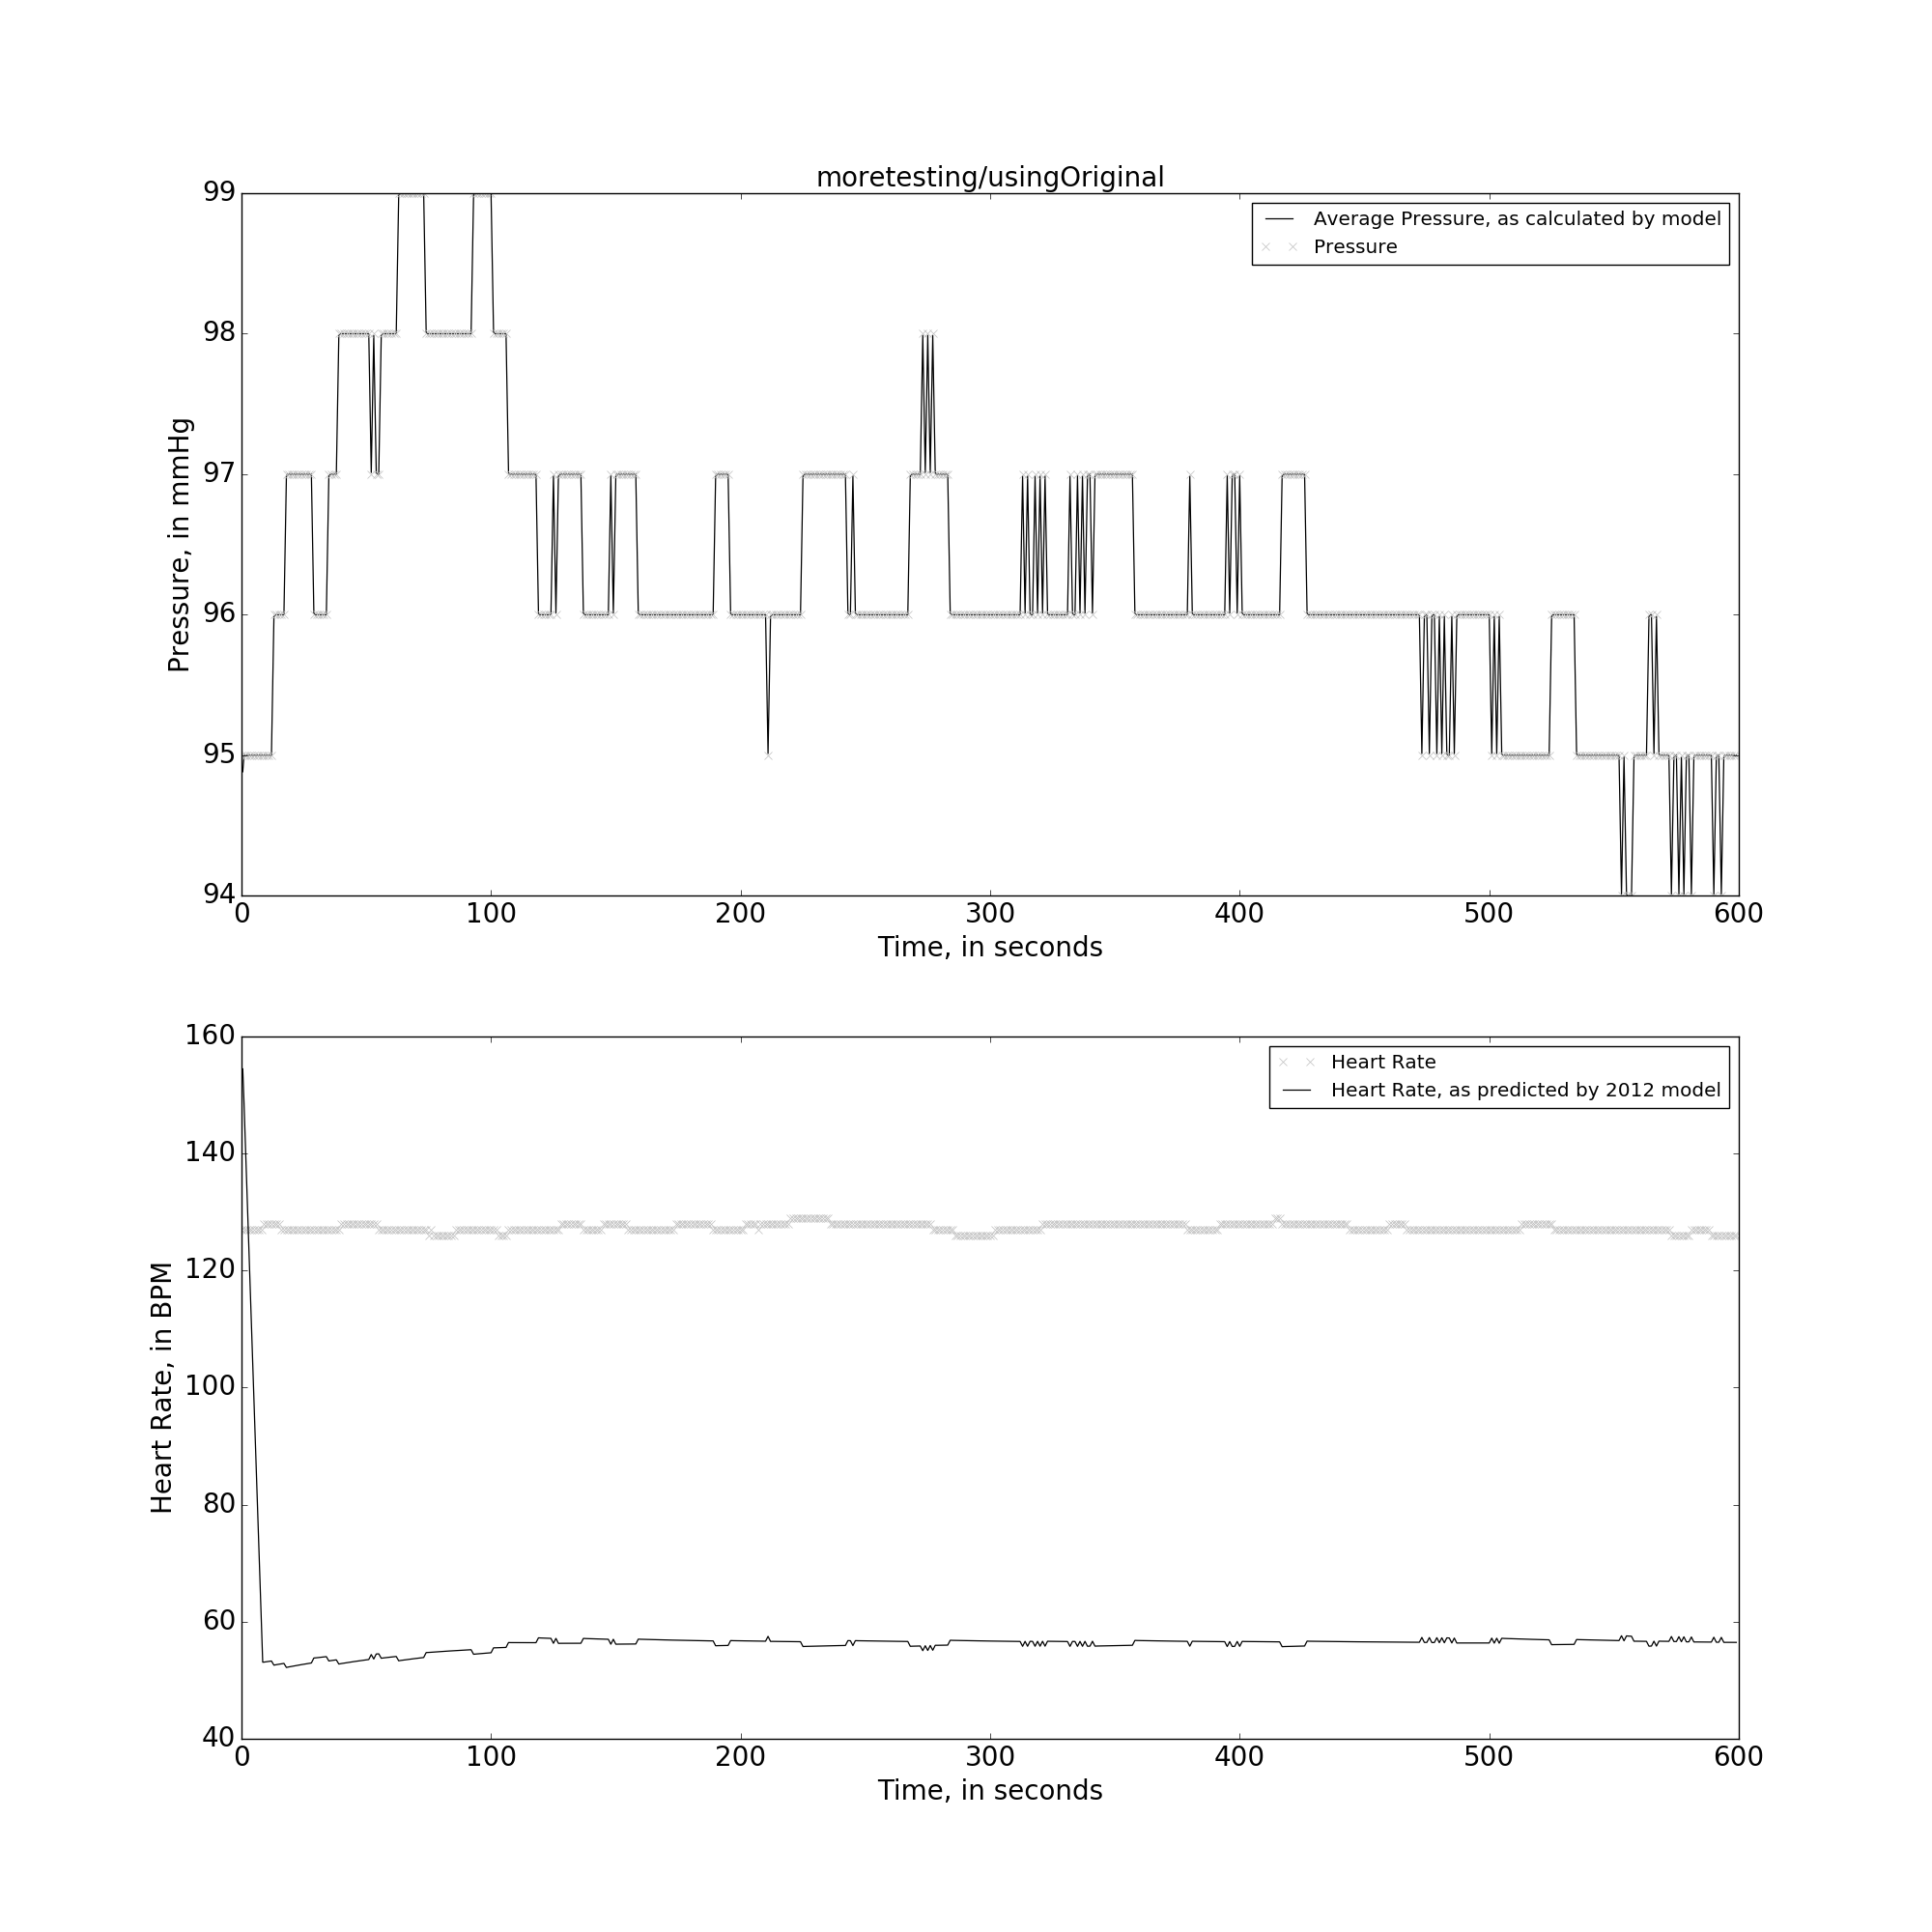 moretesting/usingOriginal
99
98
97
96
95
94
Pressure, in mmHg
Average Pressure, as calculated by model
Pressure
0 100 200 300 400 500 600
Time, in seconds
160
140
120
100
80
60
40
Heart Rate, in BPM
Heart Rate
Heart Rate, as predicted by 2012 model
0 100 200 300 400 500 600
Time, in seconds